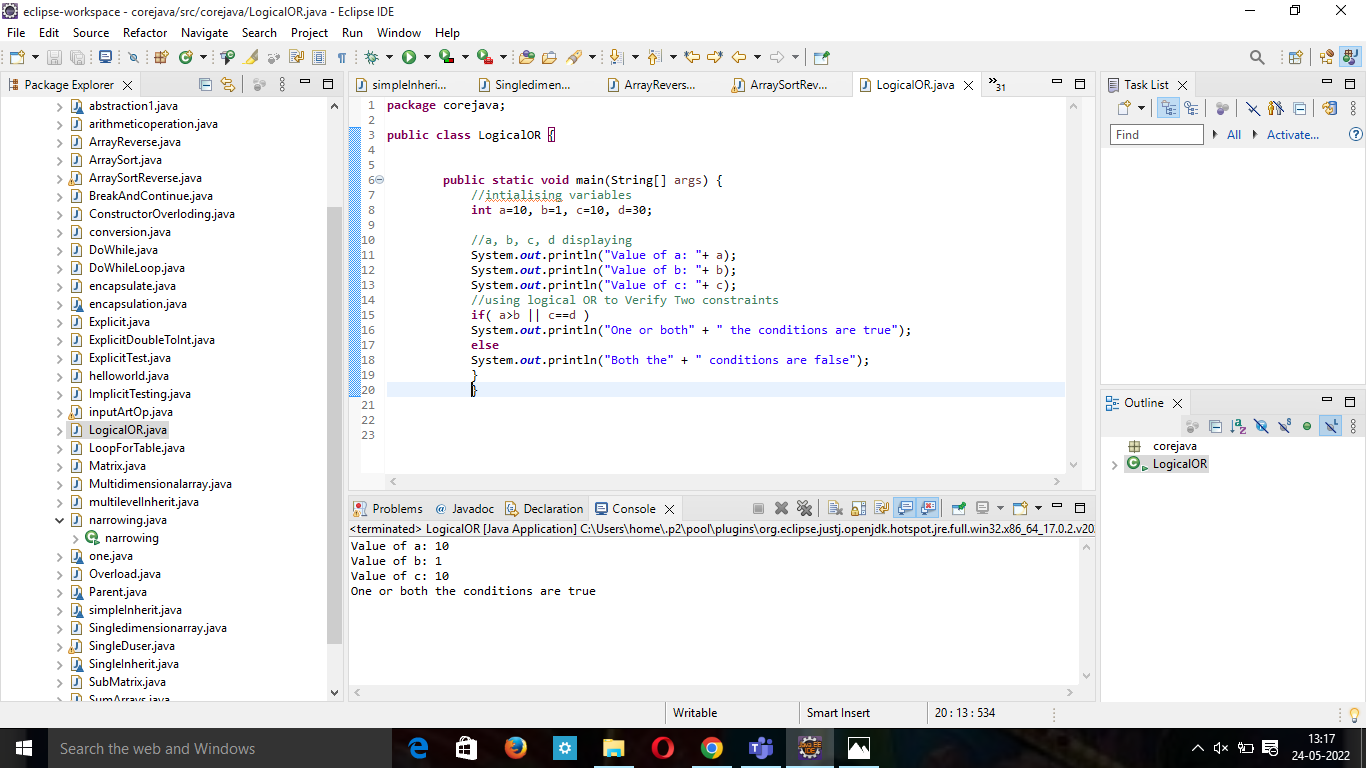 eclipse-workspace - corejava/src/corejava/LogicalOR.java - Eclipse IDE
File Edit Source Refactor Navigate Search Project Run Window Help
Package Explorer
abstraction1.java
arithmeticoperation.java
ArrayReverse.java
ArraySort.java
ArraySortReverse.java
BreakAndContinue.java
ConstructorOverloding.java
conversion.java
DoWhile.java
DoWhileLoop.java
encapsulate.java
encapsulation.java
Explicit.java
ExplicitDoubleToInt.java
ExplicitTest.java
helloworld.java
ImplicitTesting.java
inputArtOp.java
LogicalOR.java
LoopForTable.java
Matrix.java
Multidimensionalarray.java
multilevelInherit.java
narrowing.java
narrowing
one.java
Overload.java
Parent.java
simpleInherit.java
Singledimensionarray.java
SingleDuser.java
SingleInherit.java
SubMatrix.java
SumArrays.java
simpleInheri... Singledimen... ArrayRevers... ArraySortRev... LogicalOR.java »31
1 package corejava;
2
3 public class LogicalOR {
4
5
6 public static void main(String[] args) {
7 //intialising variables
8 int a=10, b=1, c=10, d=30;
9
10 //a, b, c, d displaying
11 System.out.println("Value of a: "+ a);
12 System.out.println("Value of b: "+ b);
13 System.out.println("Value of c: "+ c);
14 //using logical OR to Verify Two constraints
15 if( a>b || c==d )
16 System.out.println("One or both" + " the conditions are true");
17 else
18 System.out.println("Both the" + " conditions are false");
19 }
20 }
21
22
23
Problems Javadoc Declaration Console
<terminated> LogicalOR [Java Application] C:\Users\home\.p2\pool\plugins\org.eclipse.justj.openjdk.hotspot.jre.full.win32.x86_64_17.0.2.v20
Value of a: 10
Value of b: 1
Value of c: 10
One or both the conditions are true
Task List
Find All Activate...
Outline
corejava
LogicalOR
Writable Smart Insert 20 : 13 : 534
Search the web and Windows
13:17
24-05-2022